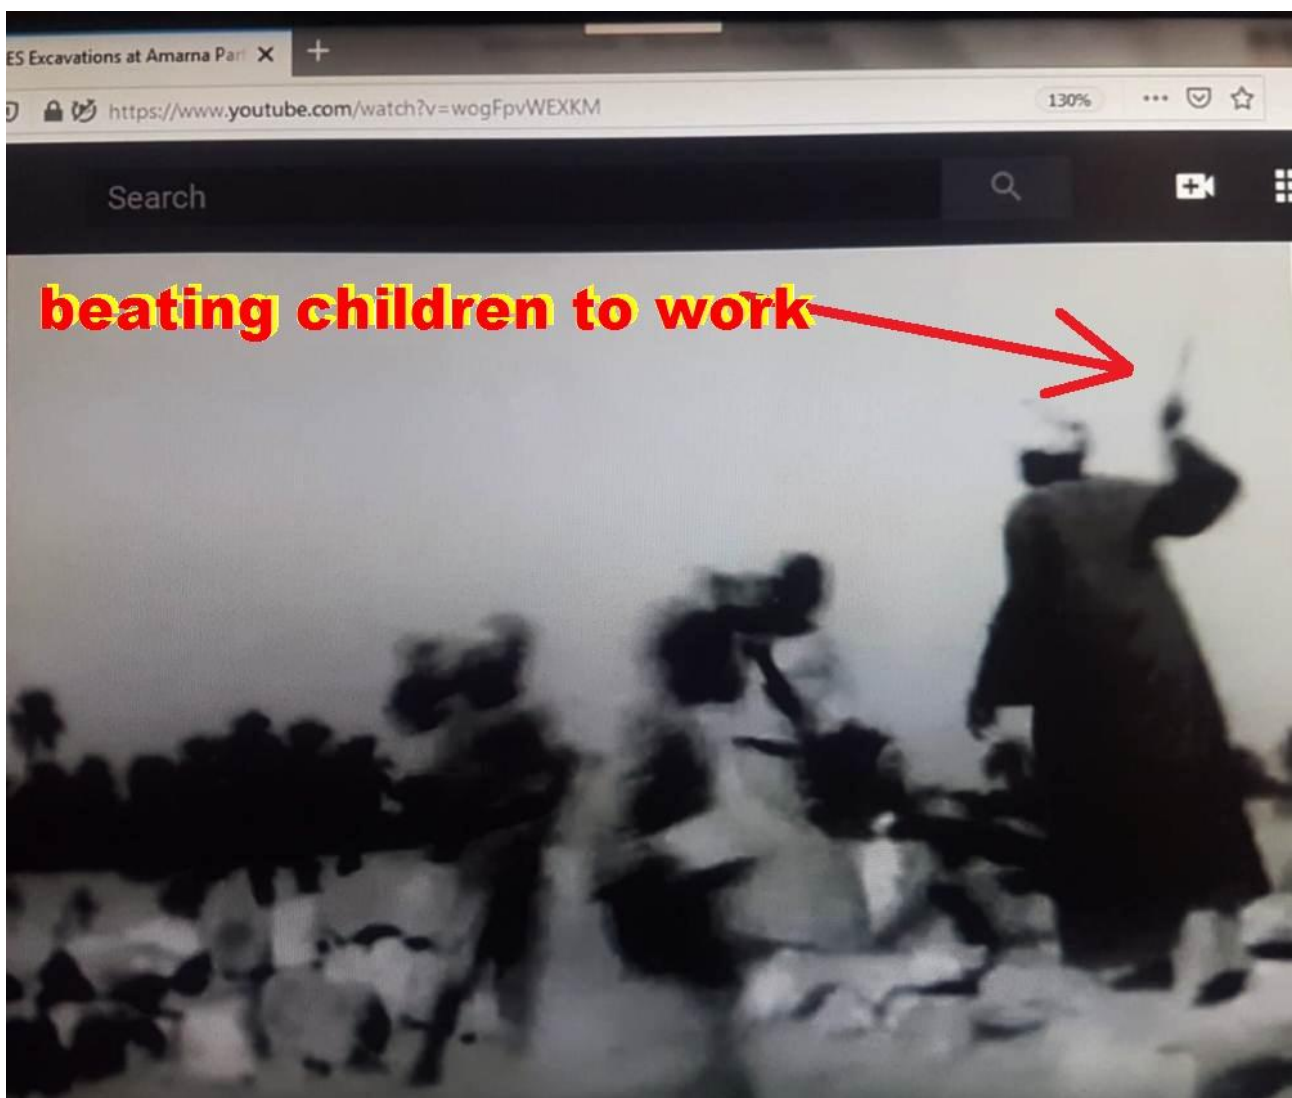 ES Excavations at Amarna Par
https://www.youtube.com/watch?v=wogFpvWEXKM
130%
Search
beating children to work